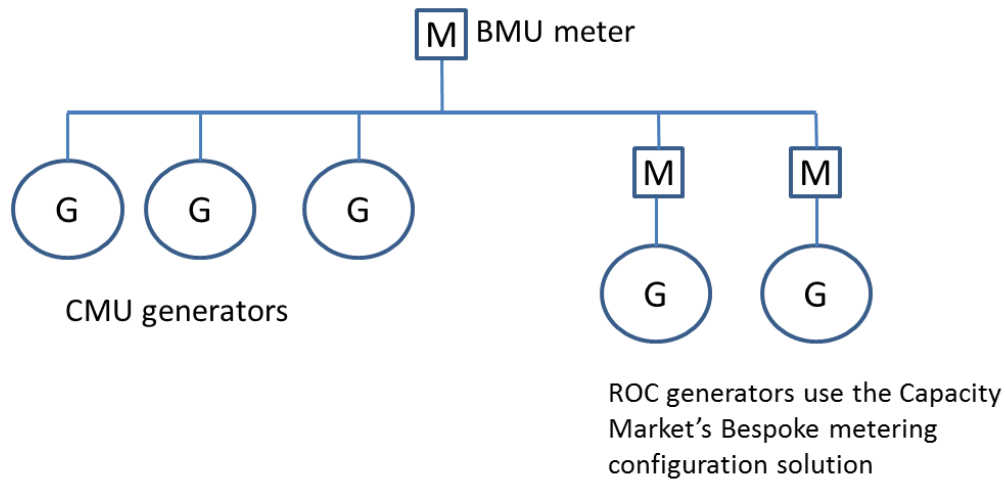 M BMU meter
M M
G G G
G G
CMU generators
ROC generators use the Capacity
Market’s Bespoke metering
configuration solution